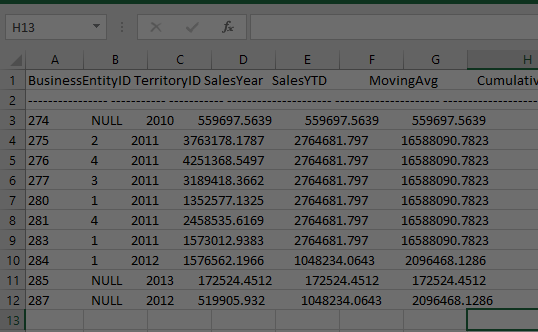 H13 fx
A B C D E F G H
1 BusinessEntityID TerritoryID SalesYear SalesYTD MovingAvg Cumulativ
2 ---------------- ----------- ----------- -------------------- -------------------- --------------------
3 274 NULL 2010 559697.5639 559697.5639 559697.5639
4 275 2 2011 3763178.1787 2764681.797 16588090.7823
5 276 4 2011 4251368.5497 2764681.797 16588090.7823
6 277 3 2011 3189418.3662 2764681.797 16588090.7823
7 280 1 2011 1352577.1325 2764681.797 16588090.7823
8 281 4 2011 2458535.6169 2764681.797 16588090.7823
9 283 1 2011 1573012.9383 2764681.797 16588090.7823
10 284 1 2012 1576562.1966 1048234.0643 2096468.1286
11 285 NULL 2013 172524.4512 172524.4512 172524.4512
12 287 NULL 2012 519905.932 1048234.0643 2096468.1286
13